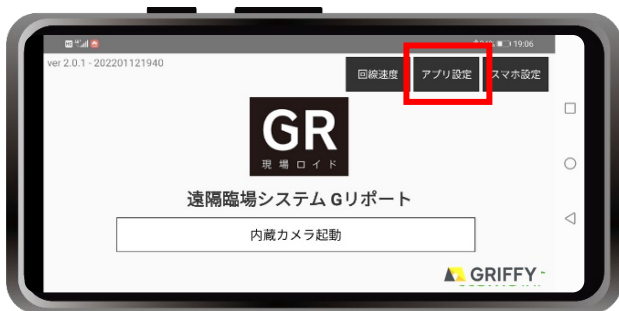 19:06
ver 2.0.1 - 202201121940
回線速度 アプリ設定 スマホ設定
GR
現場ロイド
遠隔臨場システム Gリポート
内蔵カメラ起動
GRIFFY